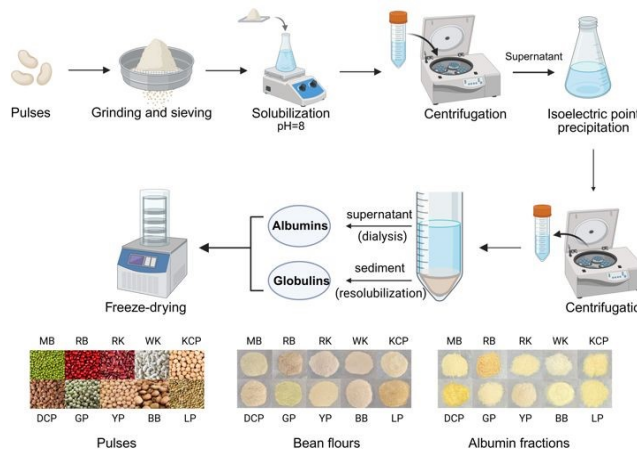 Supernatant
Pulses
Grinding and sieving
Solubilization
pH=8
Centrifugation
Isoelectric point
precipitation
Albumins
supernatant
(dialysis)
Globulins
sediment
(resolubilization)
Freeze-drying
Centrifugatio
MB RB RK WK KCP
DCP GP YP BB LP
Pulses
MB RB RK WK KCP
DCP GP YP BB LP
Bean flours
MB RB RK WK KCP
DCP GP YP BB LP
Albumin fractions